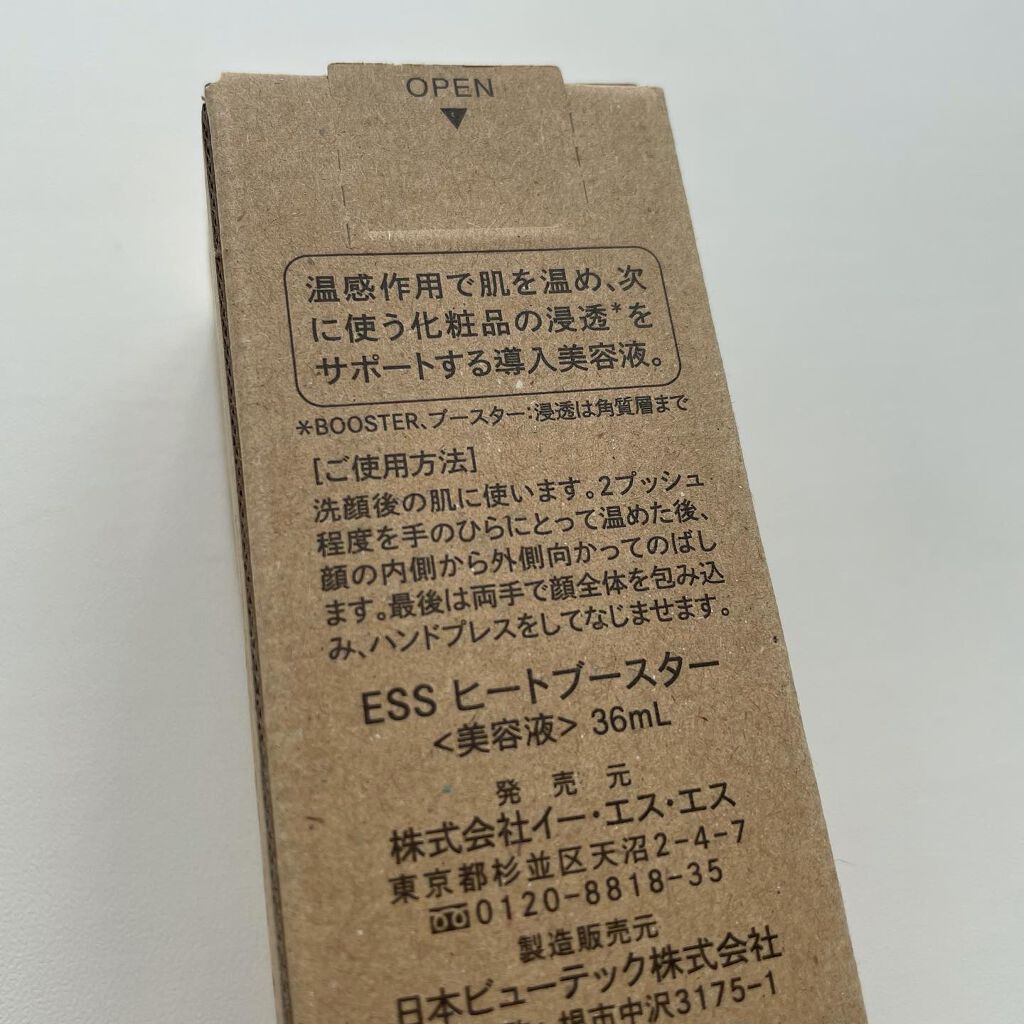 OPEN
温感作用で肌を温め、次
に使う化粧品の浸透*を
サポートする導入美容液。
*BOOSTER、ブースター:浸透は角質層まで
[ご使用方法]
洗顔後の肌に使います。2プッシュ
程度を手のひらにとって温めた後、
顔の内側から外側向かってのばし
ます。最後は両手で顔全体を包み込
み、ハンドプレスをしてなじませます。
ESS ヒートブースター
<美容液> 36mL
発売元
株式会社イー・エス・エス
東京都杉並区天沼2-4-7
0120-8818-35
製造販売元
日本ビューテック株式会社
市中沢3175-1